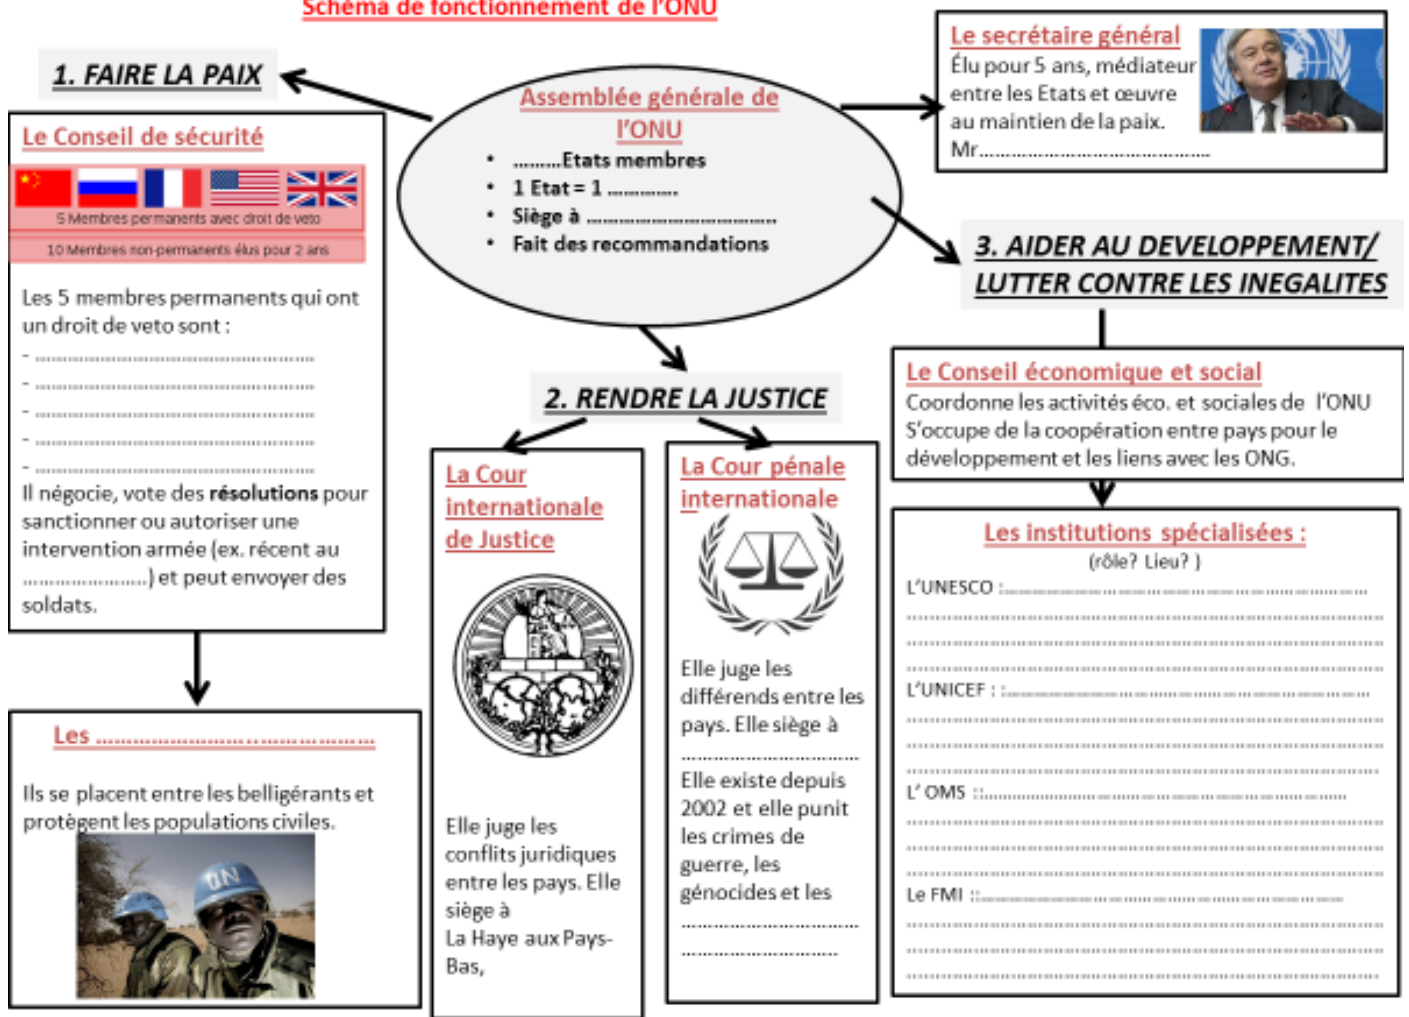 Schéma de fonctionnement de l'ONU
1. FAIRE LA PAIX
Le Conseil de sécurité
5 Membres permanents avec droit de veto
10 Membres non-permanents élus pour 2 ans
Les 5 membres permanents qui ont
un droit de veto sont :
- ………………………………………………
- ………………………………………………
- ………………………………………………
- ………………………………………………
- ………………………………………………
Il négocie, vote des résolutions pour
sanctionner ou autoriser une
intervention armée (ex. récent au
……………………) et peut envoyer des
soldats.
Les ……………………………………………
Ils se placent entre les belligérants et
protègent les populations civiles.
UN
Assemblée générale de
l'ONU
• ………Etats membres
• 1 Etat = 1 ………….
• Siège à ………………………………
• Fait des recommandations
Le secrétaire général
Élu pour 5 ans, médiateur
entre les Etats et œuvre
au maintien de la paix.
Mr…………………………………….
2. RENDRE LA JUSTICE
La Cour
internationale
de Justice
Elle juge les
conflits juridiques
entre les pays. Elle
siège à
La Haye aux Pays-
Bas,
La Cour pénale
internationale
Elle juge les
différends entre les
pays. Elle siège à
……………………………
Elle existe depuis
2002 et elle punit
les crimes de
guerre, les
génocides et les
……………………………
………………………..
3. AIDER AU DEVELOPPEMENT/
LUTTER CONTRE LES INEGALITES
Le Conseil économique et social
Coordonne les activités éco. et sociales de l'ONU
S'occupe de la coopération entre pays pour le
développement et les liens avec les ONG.
Les institutions spécialisées :
(rôle? Lieu? )
L'UNESCO :………………………………………………………
………………………………………………………………………
………………………………………………………………………
L'UNICEF : :………………………………………………………
………………………………………………………………………
………………………………………………………………………
………………………………………………………………………
L' OMS ::……………………………………………………
………………………………………………………………………
………………………………………………………………………
………………………………………………………………………
Le FMI ::……………………………………………………
………………………………………………………………………
………………………………………………………………………
………………………………………………………………………